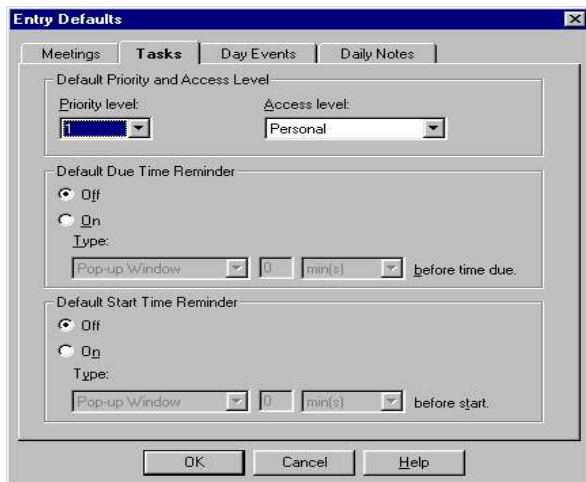 Entry Defaults
Meetings Tasks Day Events Daily Notes
Default Priority and Access Level
Priority level: Access level:
1 Personal
Default Due Time Reminder
Off
On
Type:
Pop-up Window 0 min(s) before time due.
Default Start Time Reminder
Off
On
Type:
Pop-up Window 0 min(s) before start.
OK Cancel Help